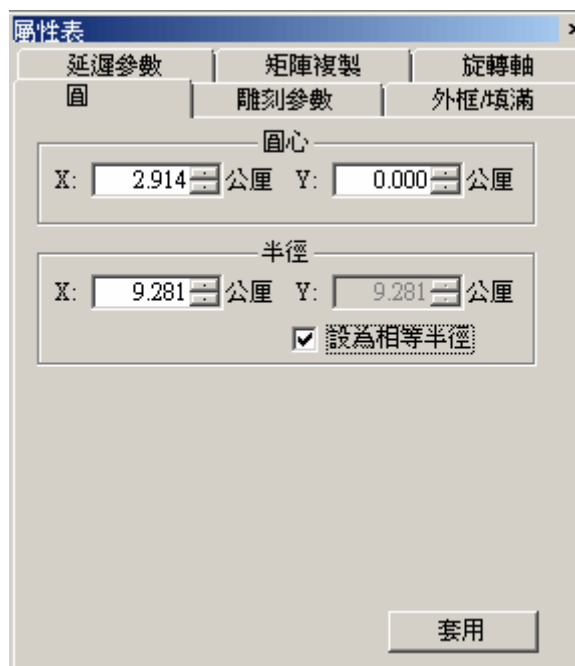 屬性表
延遲參數 矩陣複製 旋轉軸
圓 雕刻參數 外框/填滿
圓心
X: 2.914 公厘 Y: 0.000 公厘
半徑
X: 9.281 公厘 Y: 9.281 公厘
設為相等半徑
套用